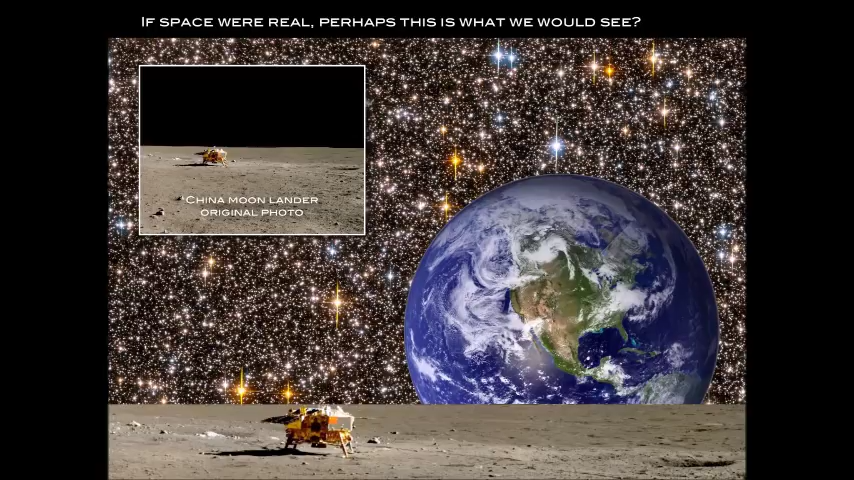 If space were real, perhaps this is what we would see?
*China moon lander
original photo